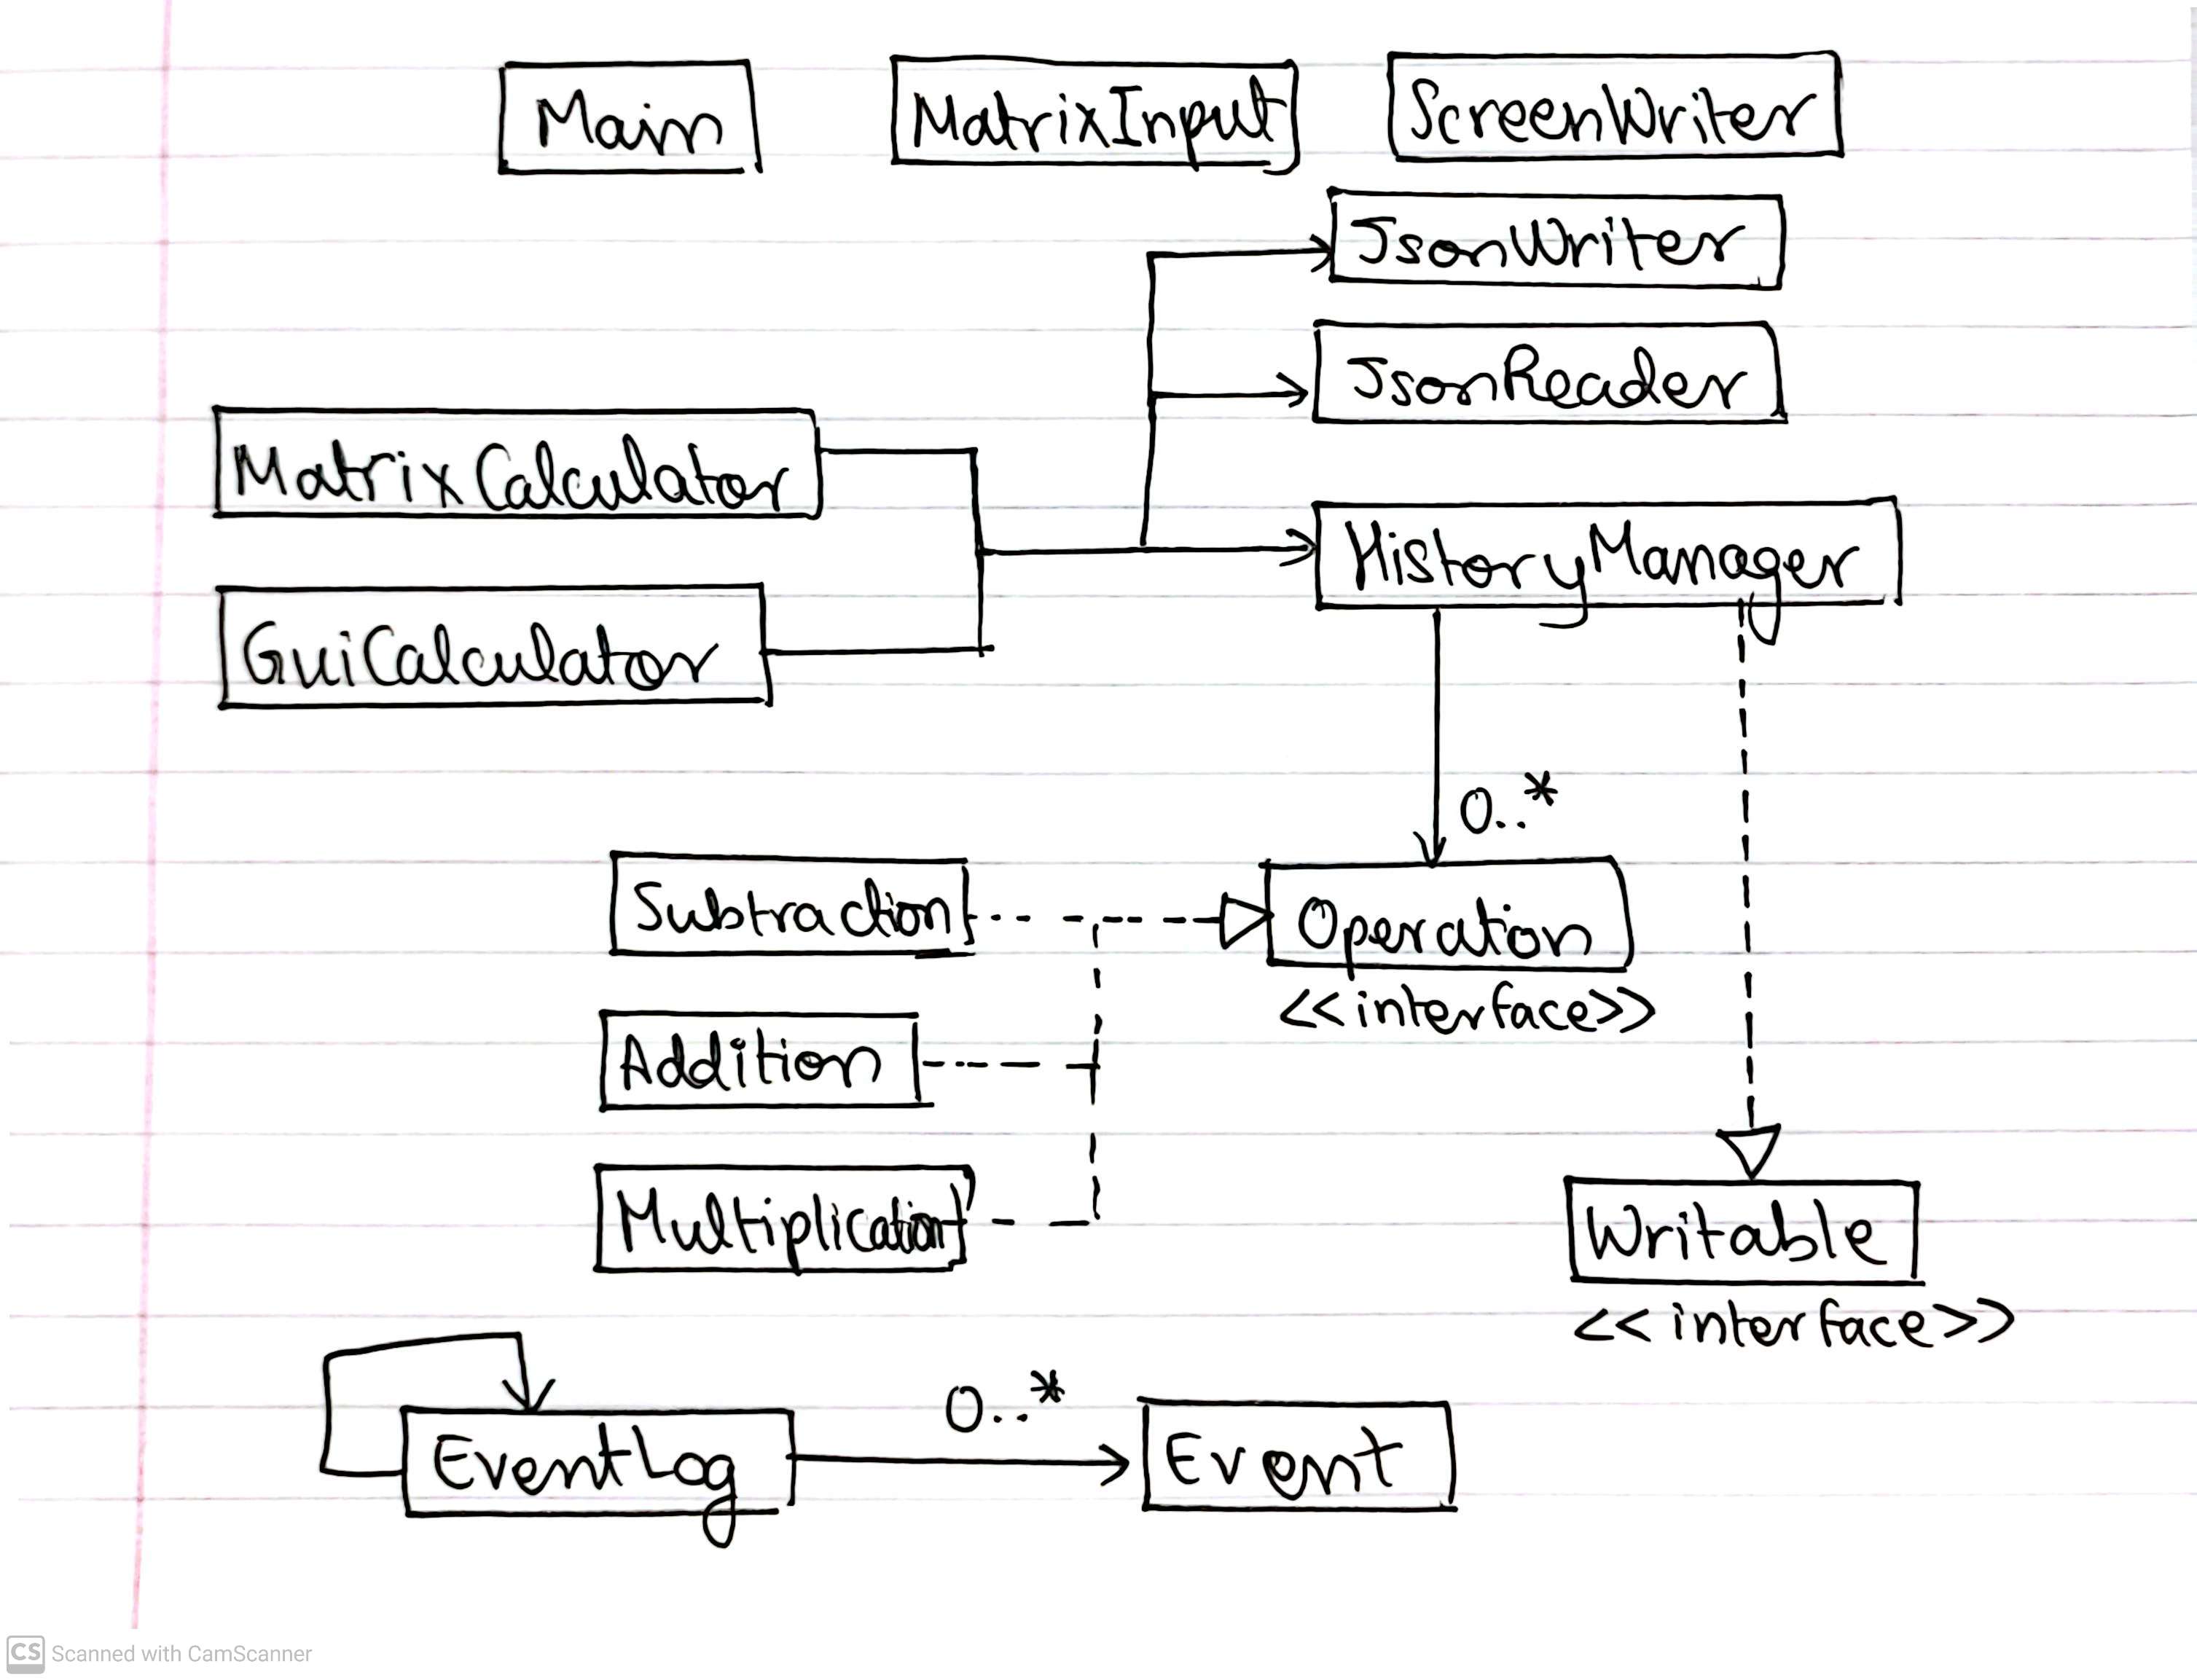 Main
MatrixInput
ScreenWriter
JsonWriter
JsonReader
MatrixCalculator
HistoryManager
GuiCalculator
0..*
Subtraction
Operation
<<interface>>
Addition
Multiplication
Writable
<<interface>>
0..*
EventLog
Event
CS Scanned with CamScanner